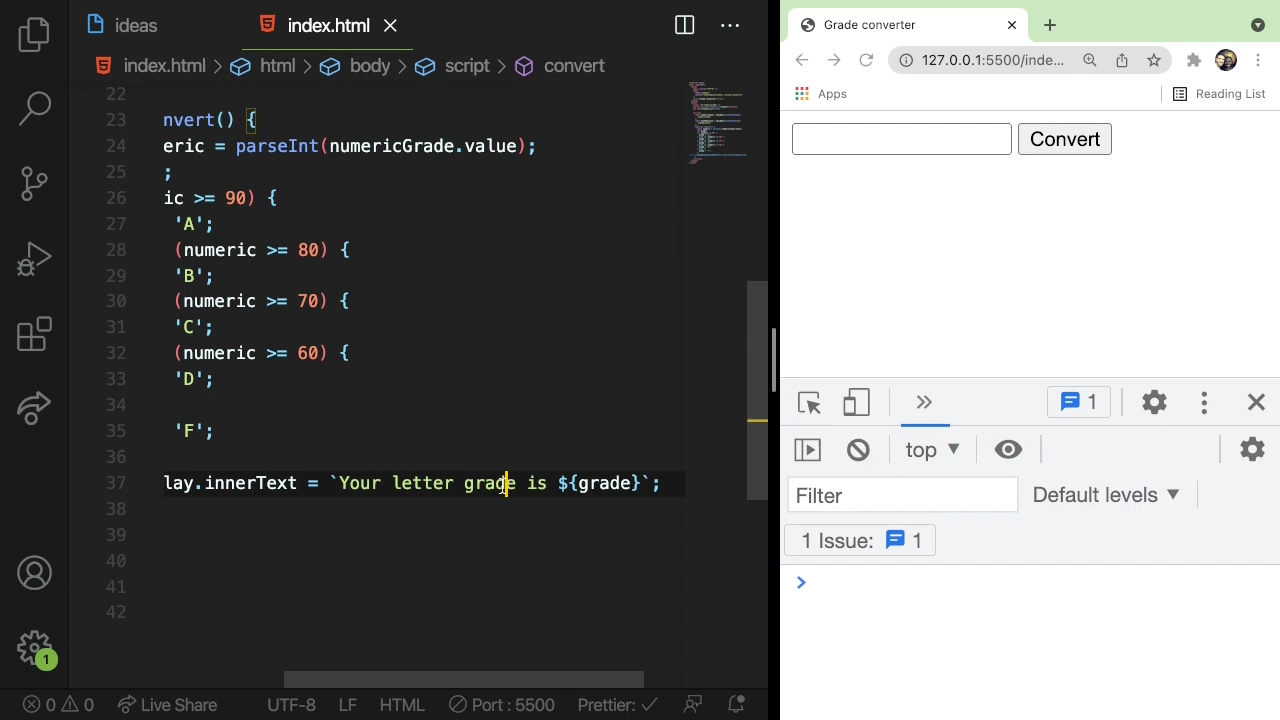 ideas
index.html
index.html > html > body > script > convert
22
23 nvert() {
24 eric = parseInt(numericGrade.value);
25 ;
26 ic >= 90) {
27 'A';
28 (numeric >= 80) {
29 'B';
30 (numeric >= 70) {
31 'C';
32 (numeric >= 60) {
33 'D';
34
35 'F';
36
37 lay.innerText = `Your letter grade is ${grade}`;
38
39
40
41
42
1
0 0 Live Share UTF-8 LF HTML Port : 5500 Prettier:
Grade converter
127.0.0.1:5500/inde...
Apps
Reading List
Convert
1
top
Filter
Default levels
1 Issue: 1